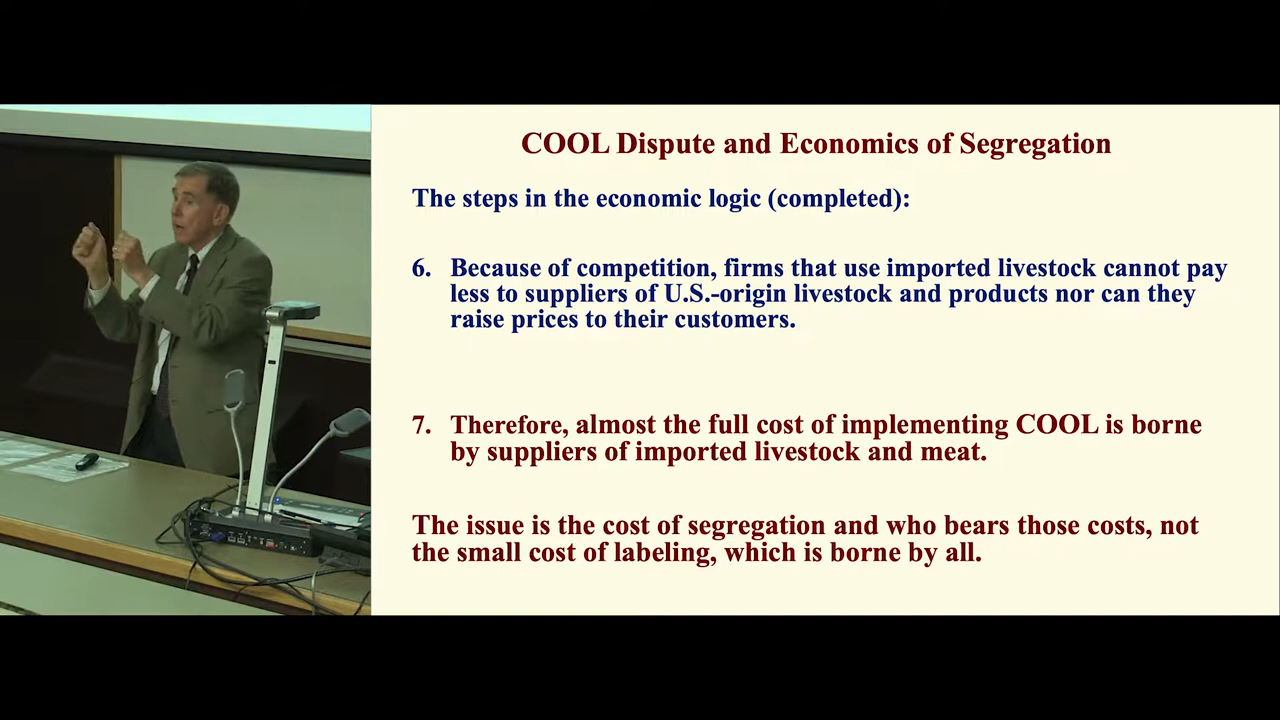 COOL Dispute and Economics of Segregation
The steps in the economic logic (completed):
6. Because of competition, firms that use imported livestock cannot pay
less to suppliers of U.S.-origin livestock and products nor can they
raise prices to their customers.
7. Therefore, almost the full cost of implementing COOL is borne
by suppliers of imported livestock and meat.
The issue is the cost of segregation and who bears those costs, not
the small cost of labeling, which is borne by all.